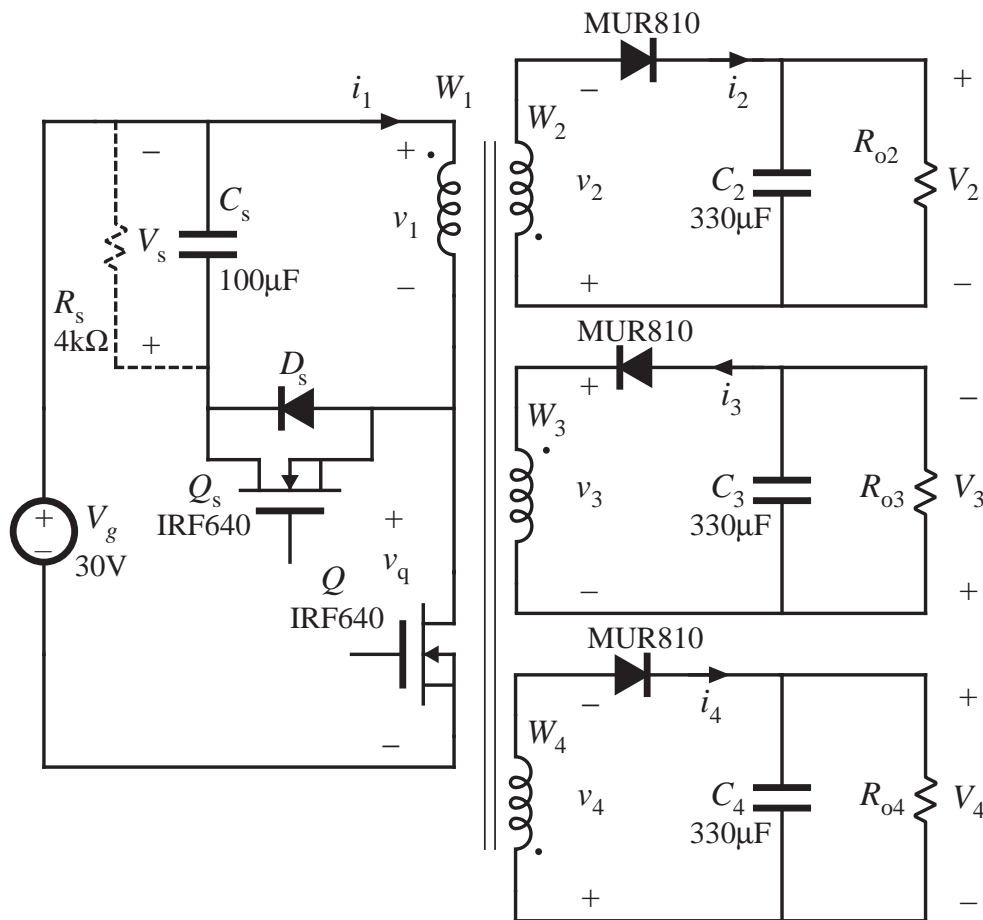 MUR810
i1
W1
−
+
i2
+
W2
Ro2
−
+
Cs
v1
Vs
v2
C2
330μF
V2
100μF
−
Rs
4kΩ
+
+
−
MUR810
Ds
+
i3
−
W3
Qs
IRF640
v3
C3
330μF
Ro3
V3
+
−
Vg
30V
+
vq
Q
IRF640
−
+
MUR810
−
i4
+
W4
−
v4
C4
330μF
Ro4
V4
+
−